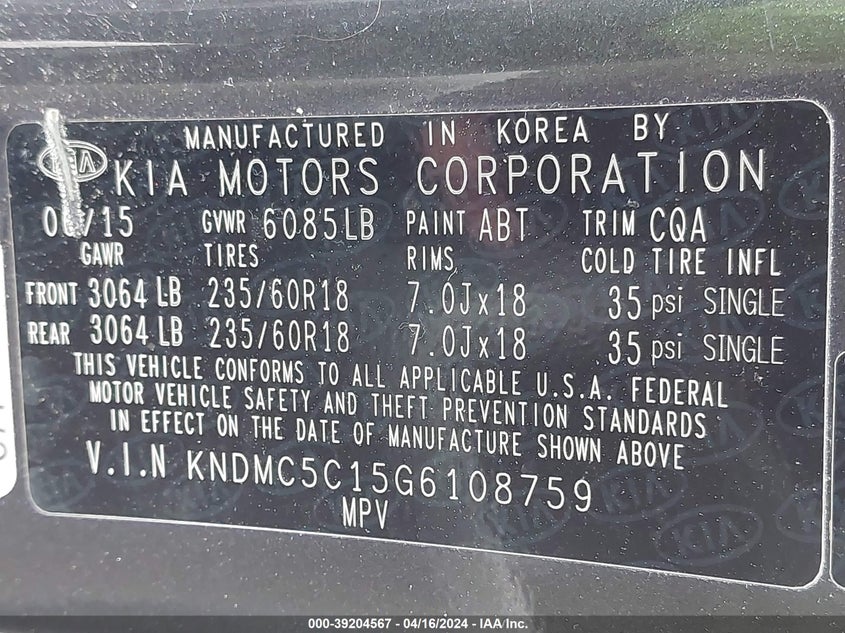 MANUFACTURED IN KOREA BY
KIA KIA MOTORS CORPORATION
GVWR 6085LB PAINT ABT TRIM CQA
GAWR TIRES RIMS COLD TIRE INFL
FRONT 3064 LB 235/60R18 7.0Jx18 35 psi SINGLE
REAR 3064 LB 235/60R18 7.0Jx18 35 psi SINGLE
THIS VEHICLE CONFORMS TO ALL APPLICABLE U.S.A. FEDERAL
MOTOR VEHICLE SAFETY AND THEFT PREVENTION STANDARDS
IN EFFECT ON THE DATE OF MANUFACTURE SHOWN ABOVE
V.I.N KNDMC5C15G6108759
MPV
000-39204567 - 04/16/2024 - IAA Inc.